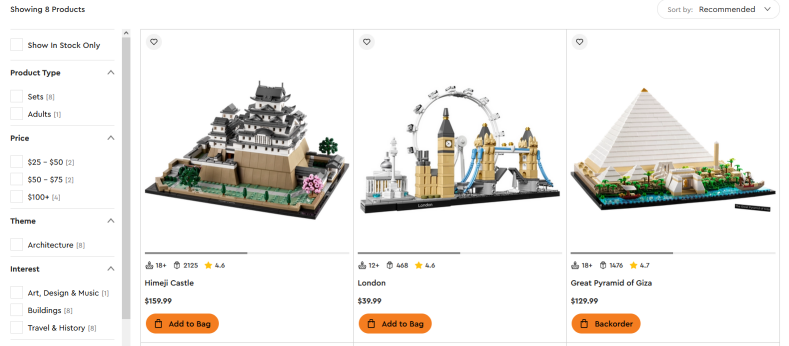 Showing 8 Products
Sort by: Recommended
Show In Stock Only
Product Type
Sets [8]
Adults [1]
Price
$25 – $50 [2]
$50 – $75 [2]
$100+ [4]
Theme
Architecture [8]
Interest
Art, Design & Music [1]
Buildings [8]
Travel & History [8]
London
18+ 2125 4.6
Himeji Castle
$159.99
Add to Bag
12+ 468 4.6
London
$39.99
Add to Bag
18+ 1476 4.7
Great Pyramid of Giza
$129.99
Backorder